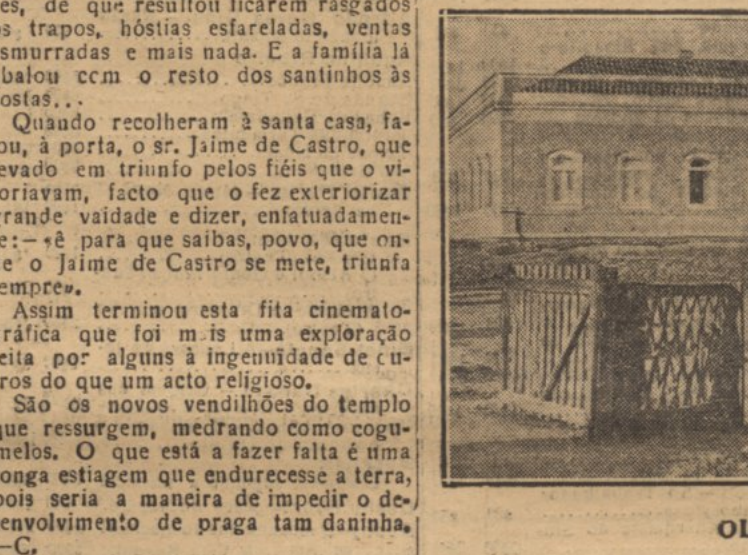 es, de que resultou ficarem rasgados
s trapos, hóstias esfareladas, ventas
smurradas e mais nada. E a família lá
balou com o resto dos santinhos às
ostas...
Quando recolheram à santa casa, fa-
ou, à porta, o sr. Jaime de Castro, que
evado em triunfo pelos fiéis que o vi-
oriavam, facto que o fez exteriorizar
rande vaidade e dizer, enfatuadamen-
e:—«ê para que saibas, povo, que on-
e o Jaime de Castro se mete, triunfa
empre».
Assim terminou esta fita cinemato-
ráfica que foi m is uma exploração
eita por alguns à ingenuïdade de cu-
ros do que um acto religioso.
São os novos vendilhões do templo
que ressurgem, medrando como cogu-
melos. O que está a fazer falta é uma
onga estiagem que endurecesse a terra,
pois seria a maneira de impedir o de-
envolvimento de praga tam daninha.
—C.
OL